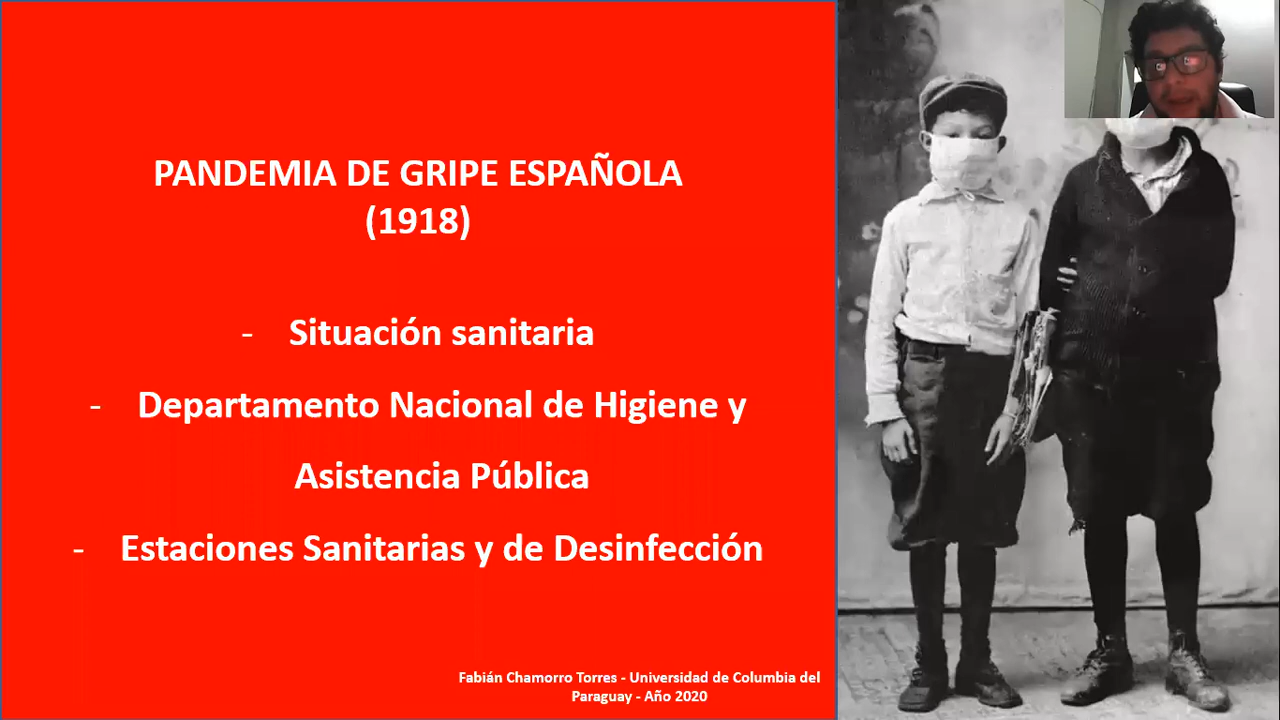 PANDEMIA DE GRIPE ESPAÑOLA
(1918)
- Situación sanitaria
- Departamento Nacional de Higiene y
Asistencia Pública
- Estaciones Sanitarias y de Desinfección
Fabián Chamorro Torres - Universidad de Columbia del
Paraguay - Año 2020